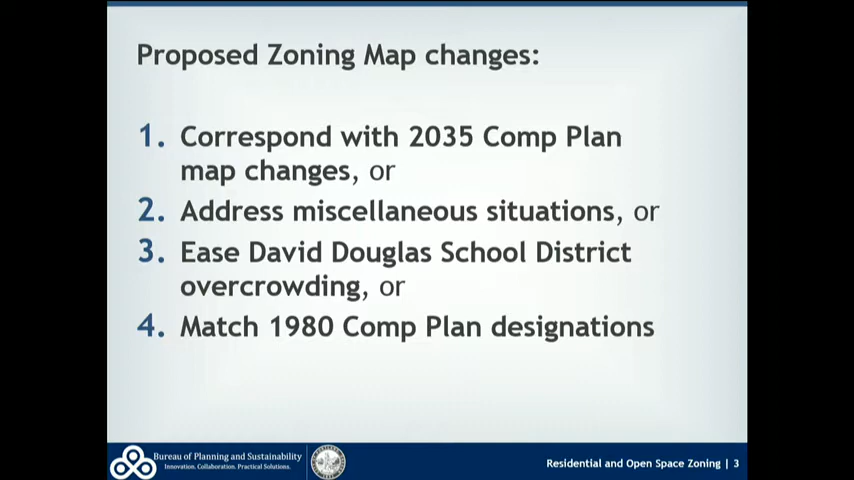 Proposed Zoning Map changes:
1. Correspond with 2035 Comp Plan
map changes, or
2. Address miscellaneous situations, or
3. Ease David Douglas School District
overcrowding, or
4. Match 1980 Comp Plan designations
Bureau of Planning and Sustainability
Innovation. Collaboration. Practical Solutions.
Residential and Open Space Zoning | 3